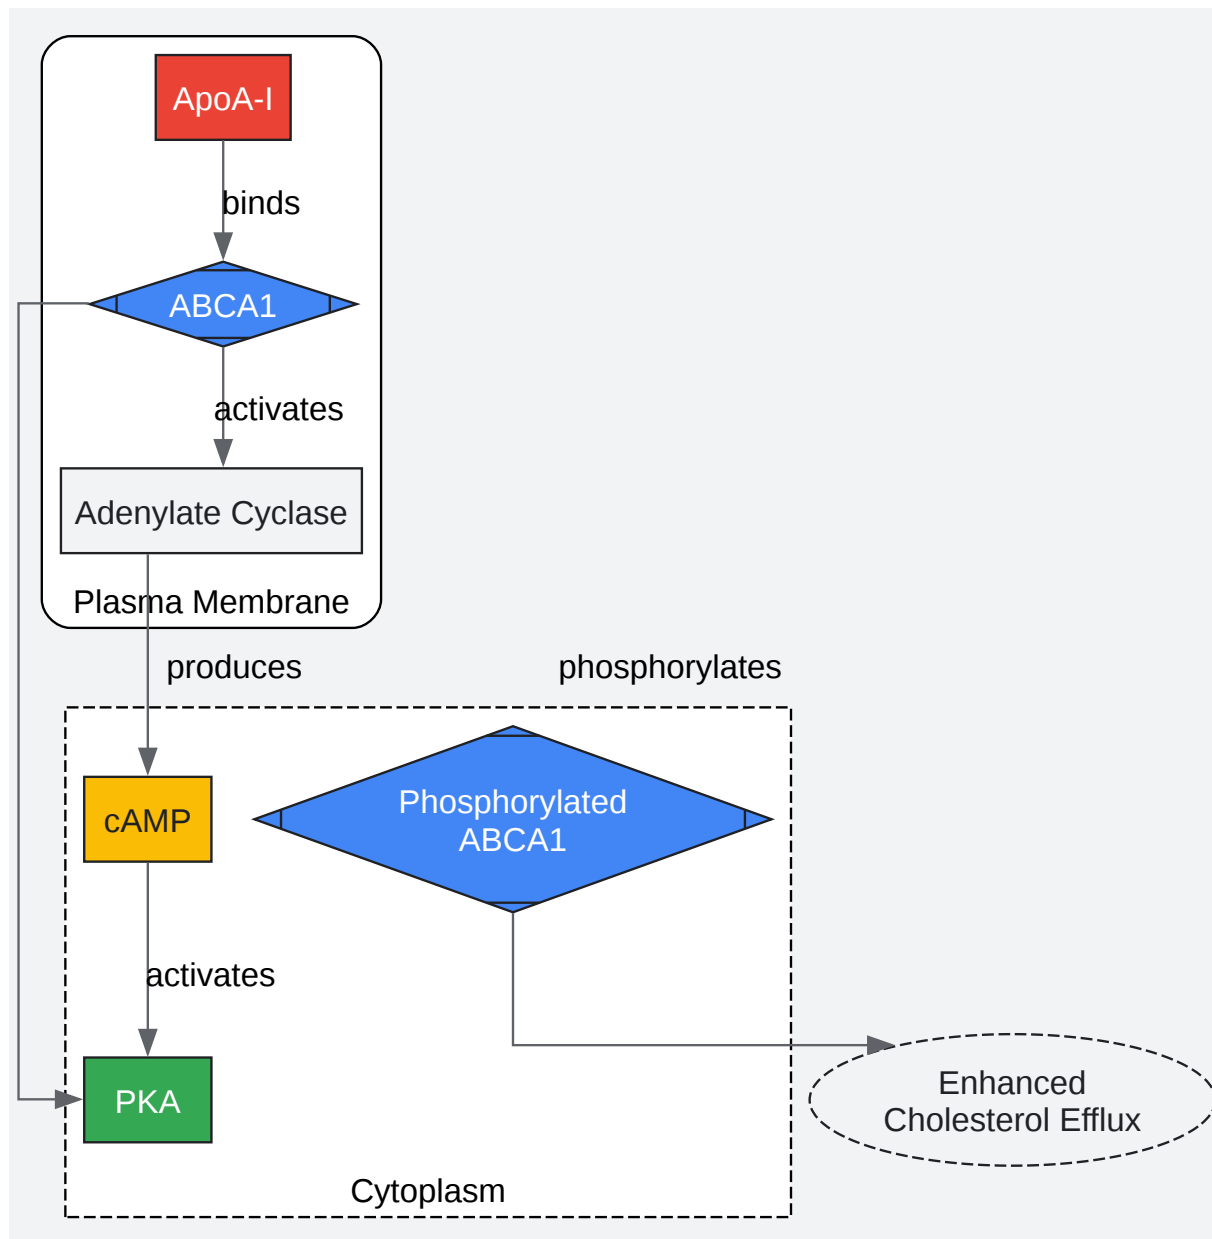 ApoA-I
binds
ABCA1
activates
Adenylate Cyclase
Plasma Membrane
produces
phosphorylates
cAMP
Phosphorylated
ABCA1
activates
PKA
Enhanced
Cholesterol Efflux
Cytoplasm